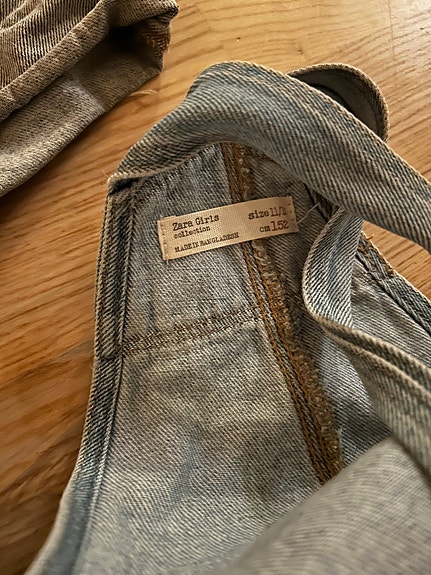 Zara Girls size 11/12
collection cm 152
MADE IN BANGLADESH